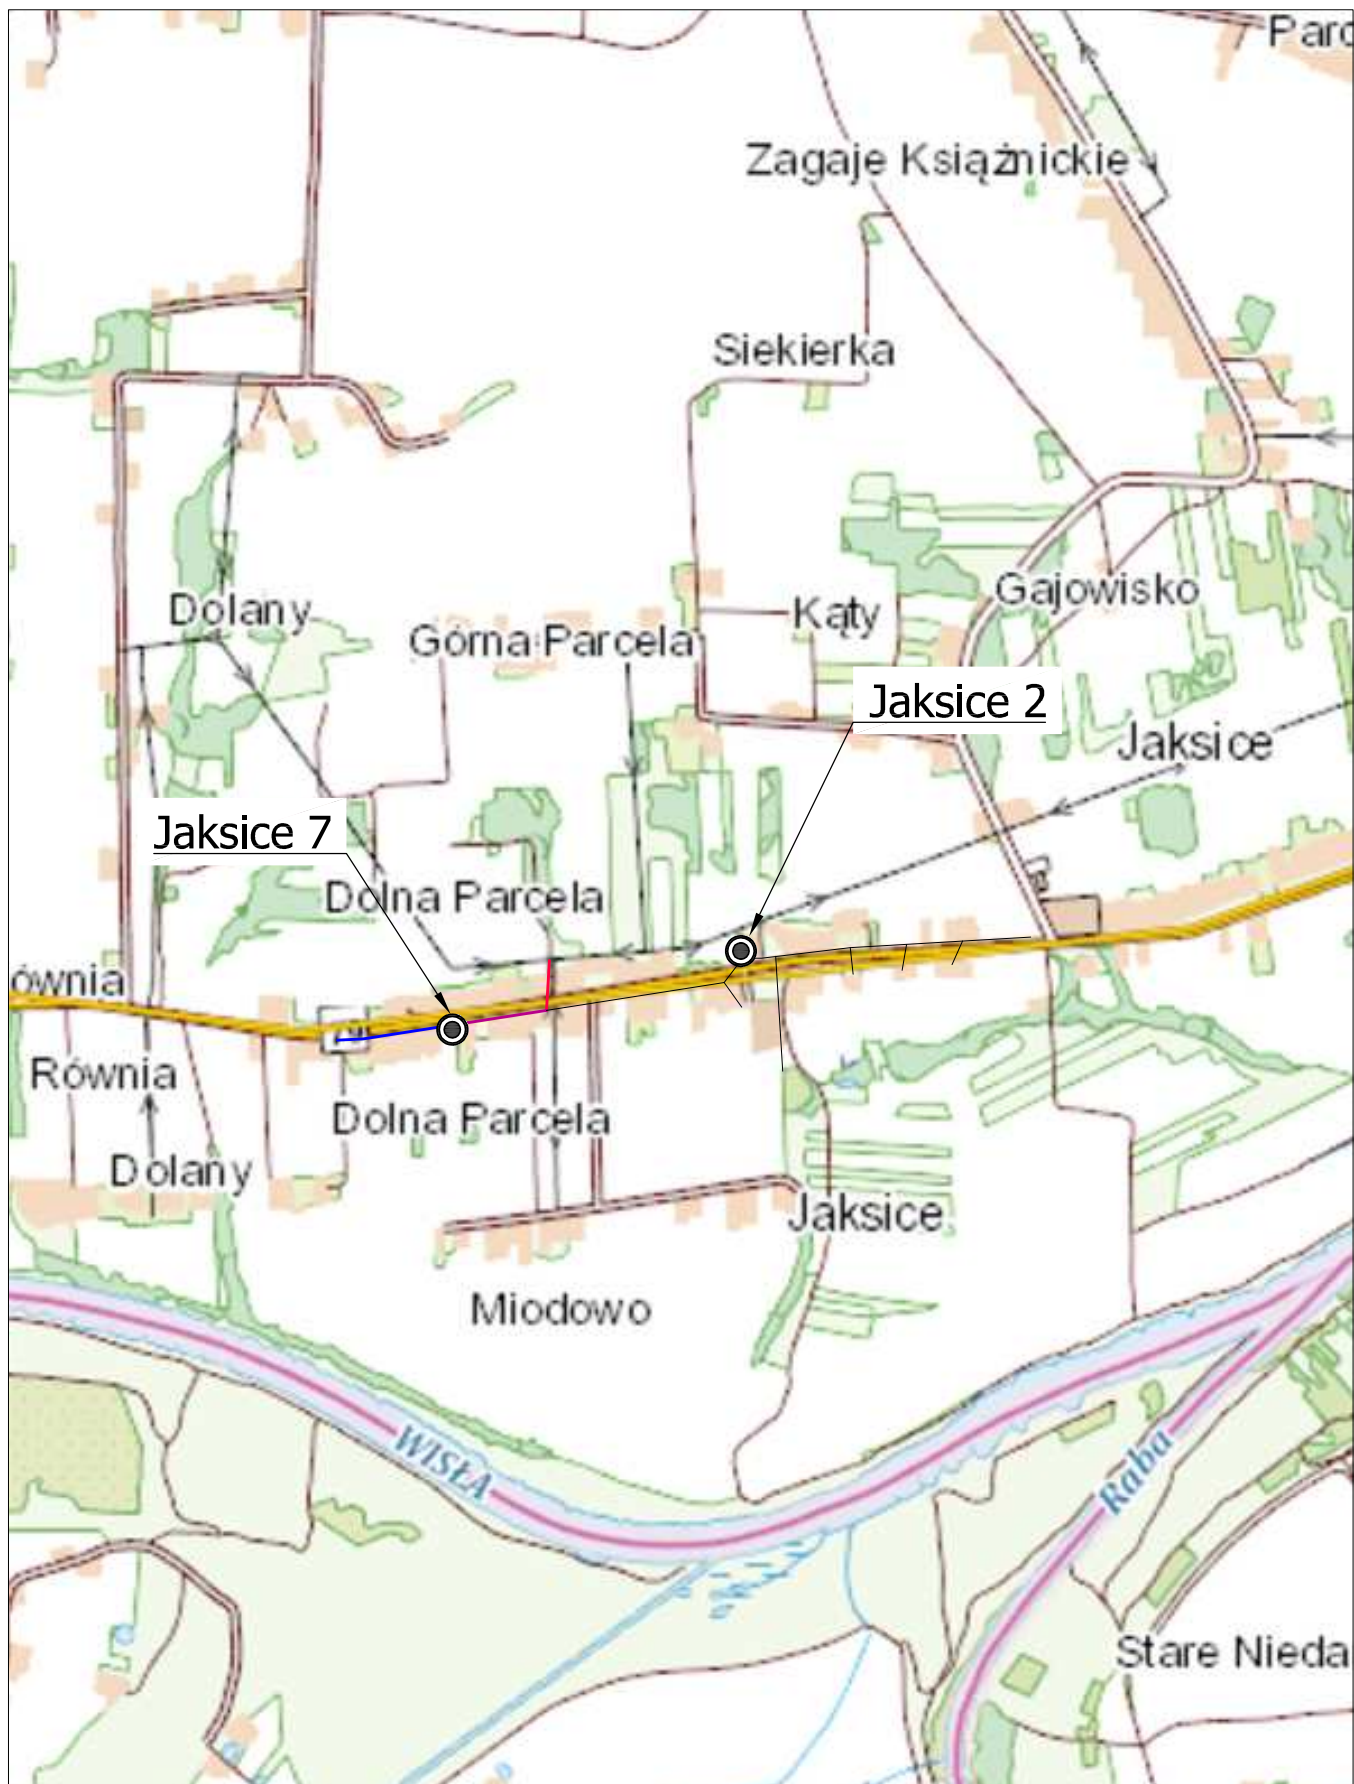 Parc
Zagaje Książnickie
Siekierka
Dolany
Górna Parcela
Kąty
Gajowisko
Jaksice 2
Jaksice
Jaksice 7
Dolna Parcela
ównia
Równia
Dolna Parcela
Dolany
Jaksice
Miodowo
WISŁA
Raba
Stare Nieda